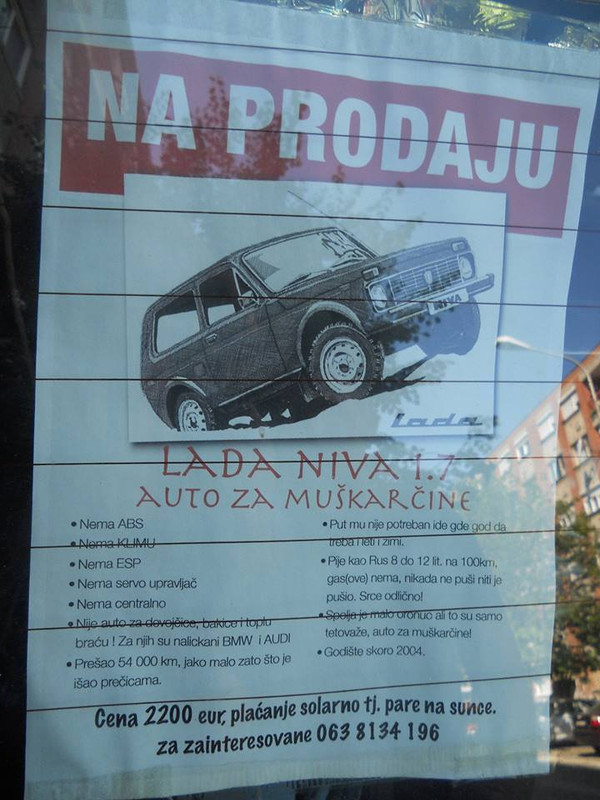 NA PRODAJU
NIVA
Lada
LADA NIVA 1.7
AUTO ZA MUŠKARČINE
• Nema ABS
• Nema KLIMU
• Nema ESP
• Nema servo upravljač
• Nema centralno
• Nije auto za devojčice, bakice i toplu
braću ! Za njih su nalickani BMW i AUDI
• Prešao 54 000 km, jako malo zato što je
išao prečicama.
• Put mu nije potreban ide gde god da
treba i leti i zimi.
• Pije kao Rus 8 do 12 lit. na 100km,
gas(ove) nema, nikada ne puši niti je
pušio. Srce odlično!
• Spolja je malo oronuo ali to su samo
tetovaže, auto za muškarčine!
• Godište skoro 2004.
Cena 2200 eur, plaćanje solarno tj. pare na sunce.
za zainteresovane 063 8134 196